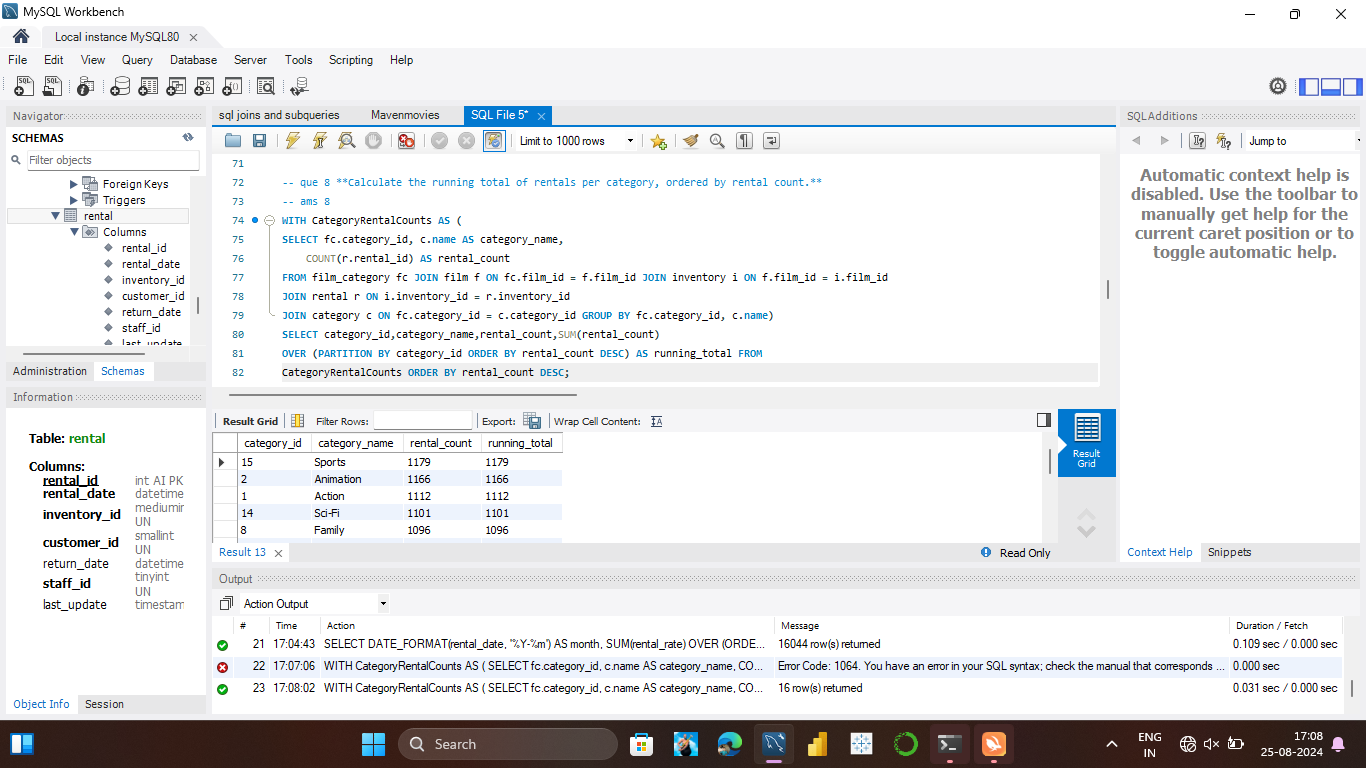 MySQL Workbench
Local instance MySQL80
File Edit View Query Database Server Tools Scripting Help
Navigator
SCHEMAS
Filter objects
Foreign Keys
Triggers
rental
Columns
rental_id
rental_date
inventory_id
customer_id
return_date
staff_id
last_update
Administration Schemas
Information
Table: rental
Columns:
rental_id int AI PK
rental_date datetime
inventory_id mediumin
UN
customer_id smallint
UN
return_date datetime
staff_id tinyint
UN
last_update timestam
Object Info Session
sql joins and subqueries Mavenmovies SQL File 5*
Limit to 1000 rows
71
72 -- que 8 **Calculate the running total of rentals per category, ordered by rental count.**
73 -- ams 8
74 WITH CategoryRentalCounts AS (
75 SELECT fc.category_id, c.name AS category_name,
76 COUNT(r.rental_id) AS rental_count
77 FROM film_category fc JOIN film f ON fc.film_id = f.film_id JOIN inventory i ON f.film_id = i.film_id
78 JOIN rental r ON i.inventory_id = r.inventory_id
79 JOIN category c ON fc.category_id = c.category_id GROUP BY fc.category_id, c.name)
80 SELECT category_id,category_name,rental_count,SUM(rental_count)
81 OVER (PARTITION BY category_id ORDER BY rental_count DESC) AS running_total FROM
82 CategoryRentalCounts ORDER BY rental_count DESC;
Result Grid Filter Rows: Export: Wrap Cell Content:
category_id category_name rental_count running_total
15 Sports 1179 1179
2 Animation 1166 1166
1 Action 1112 1112
14 Sci-Fi 1101 1101
8 Family 1096 1096
Result Grid
Result 13
Read Only
SQLAdditions
Jump to
Automatic context help is
disabled. Use the toolbar to
manually get help for the
current caret position or to
toggle automatic help.
Context Help Snippets
Output
Action Output
# Time Action Message Duration / Fetch
21 17:04:43 SELECT DATE_FORMAT(rental_date, '%Y-%m') AS month, SUM(rental_rate) OVER (ORDE... 16044 row(s) returned 0.109 sec / 0.000 sec
22 17:07:06 WITH CategoryRentalCounts AS ( SELECT fc.category_id, c.name AS category_name, CO... Error Code: 1064. You have an error in your SQL syntax; check the manual that corresponds ... 0.000 sec
23 17:08:02 WITH CategoryRentalCounts AS ( SELECT fc.category_id, c.name AS category_name, CO... 16 row(s) returned 0.031 sec / 0.000 sec
Search
ENG
IN
17:08
25-08-2024